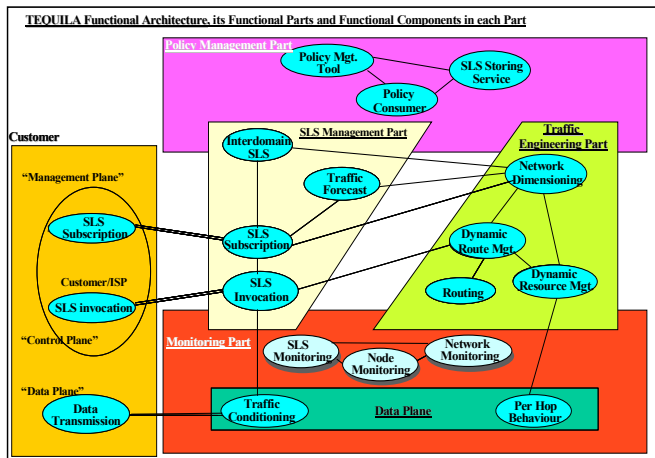 TEQUILA Functional Architecture, its Functional Parts and Functional Components in each Part
Policy Management Part
Policy Mgt.
Tool
SLS Storing
Service
Policy
Consumer
Customer
SLS Management Part
Traffic
Engineering Part
Interdomain
SLS
"Management Plane"
Traffic
Forecast
Network
Dimensioning
SLS
Subscription
SLS
Subscription
Dynamic
Route Mgt.
Customer/ISP
SLS
Invocation
SLS invocation
Routing
Dynamic
Resource Mgt.
"Control Plane"
Monitoring Part
SLS
Monitoring
Node
Monitoring
Network
Monitoring
"Data Plane"
Data
Transmission
Traffic
Conditioning
Data Plane
Per Hop
Behaviour